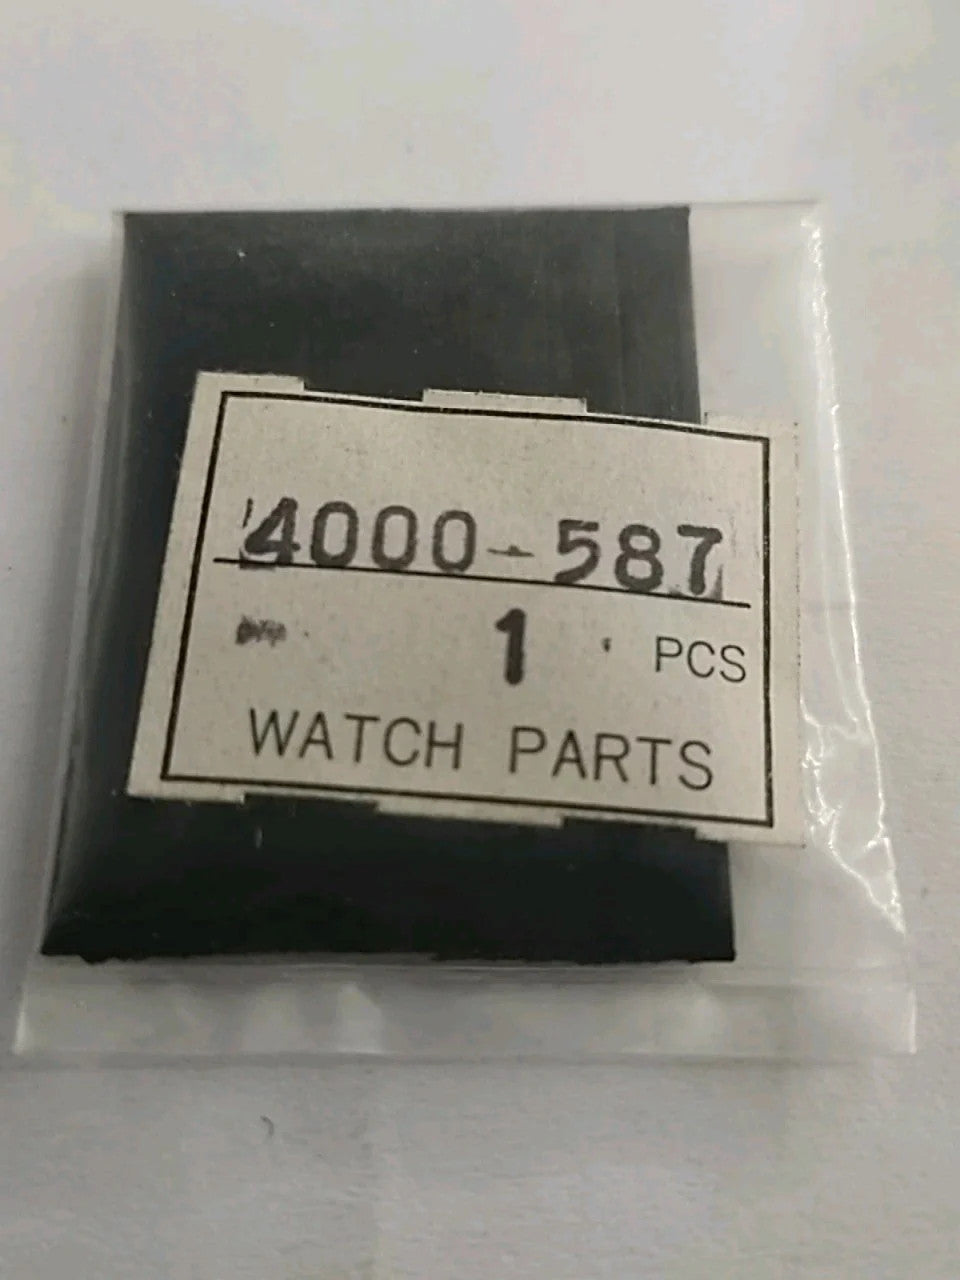 4000-587
1 PCS
WATCH PARTS